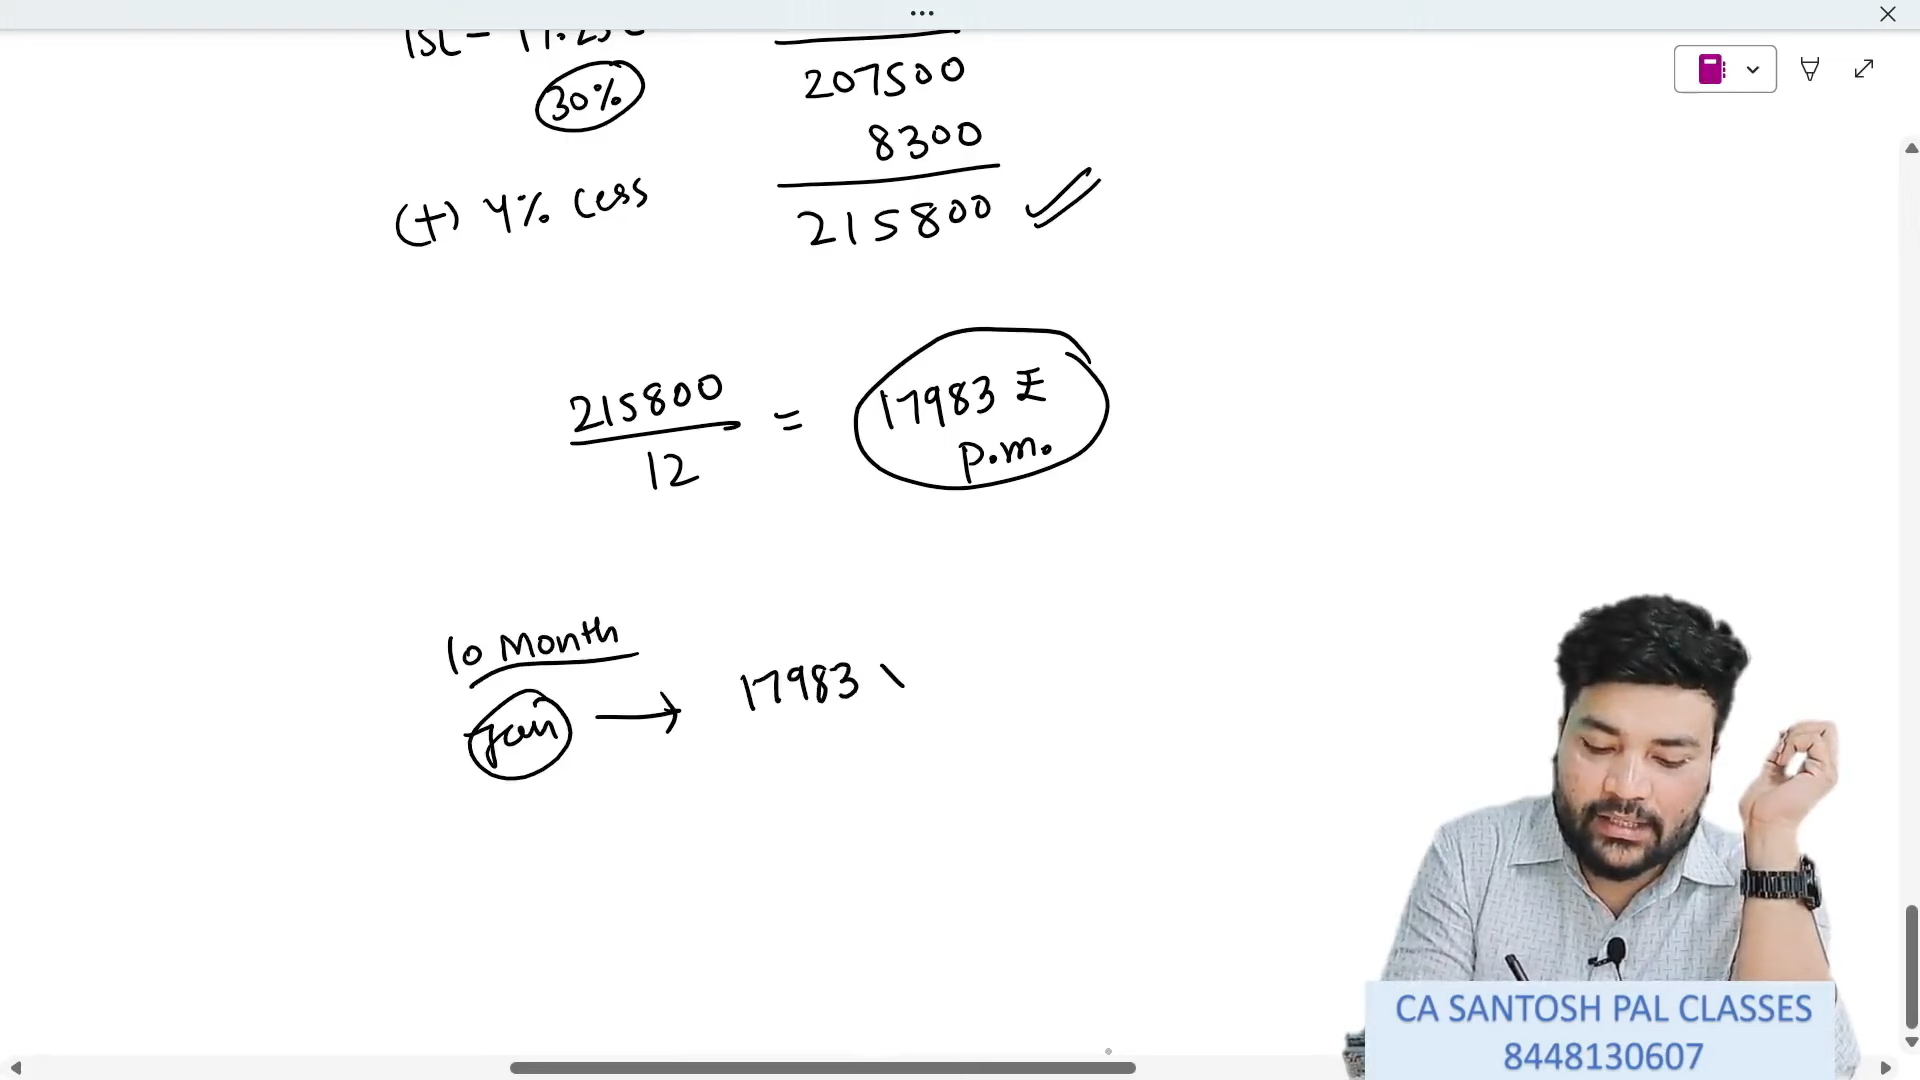 30%
207500
8300
(+) 4% cess
215800
215800
12
=
17983 ₹
p.m.
10 Month
Jan → 17983
CA SANTOSH PAL CLASSES
8448130607